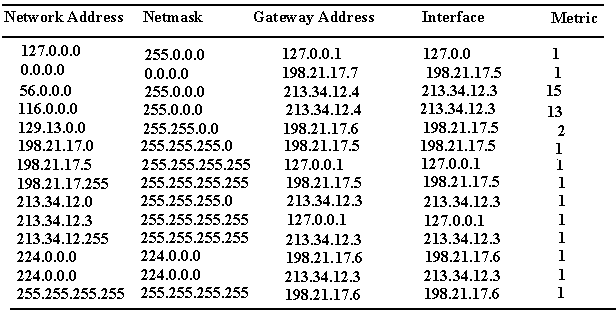 Network Address Netmask Gateway Address Interface Metric
127.0.0.0 255.0.0.0 127.0.0.1 127.0.0 1
0.0.0.0 0.0.0.0 198.21.17.7 198.21.17.5 1
56.0.0.0 255.0.0.0 213.34.12.4 213.34.12.3 15
116.0.0.0 255.0.0.0 213.34.12.4 213.34.12.3 13
129.13.0.0 255.255.0.0 198.21.17.6 198.21.17.5 2
198.21.17.0 255.255.255.0 198.21.17.5 198.21.17.5 1
198.21.17.5 255.255.255.255 127.0.0.1 127.0.0.1 1
198.21.17.255 255.255.255.255 198.21.17.5 198.21.17.5 1
213.34.12.0 255.255.255.0 213.34.12.3 213.34.12.3 1
213.34.12.3 255.255.255.255 127.0.0.1 127.0.0.1 1
213.34.12.255 255.255.255.255 213.34.12.3 213.34.12.3 1
224.0.0.0 224.0.0.0 198.21.17.6 198.21.17.6 1
224.0.0.0 224.0.0.0 213.34.12.3 213.34.12.3 1
255.255.255.255 255.255.255.255 198.21.17.6 198.21.17.6 1